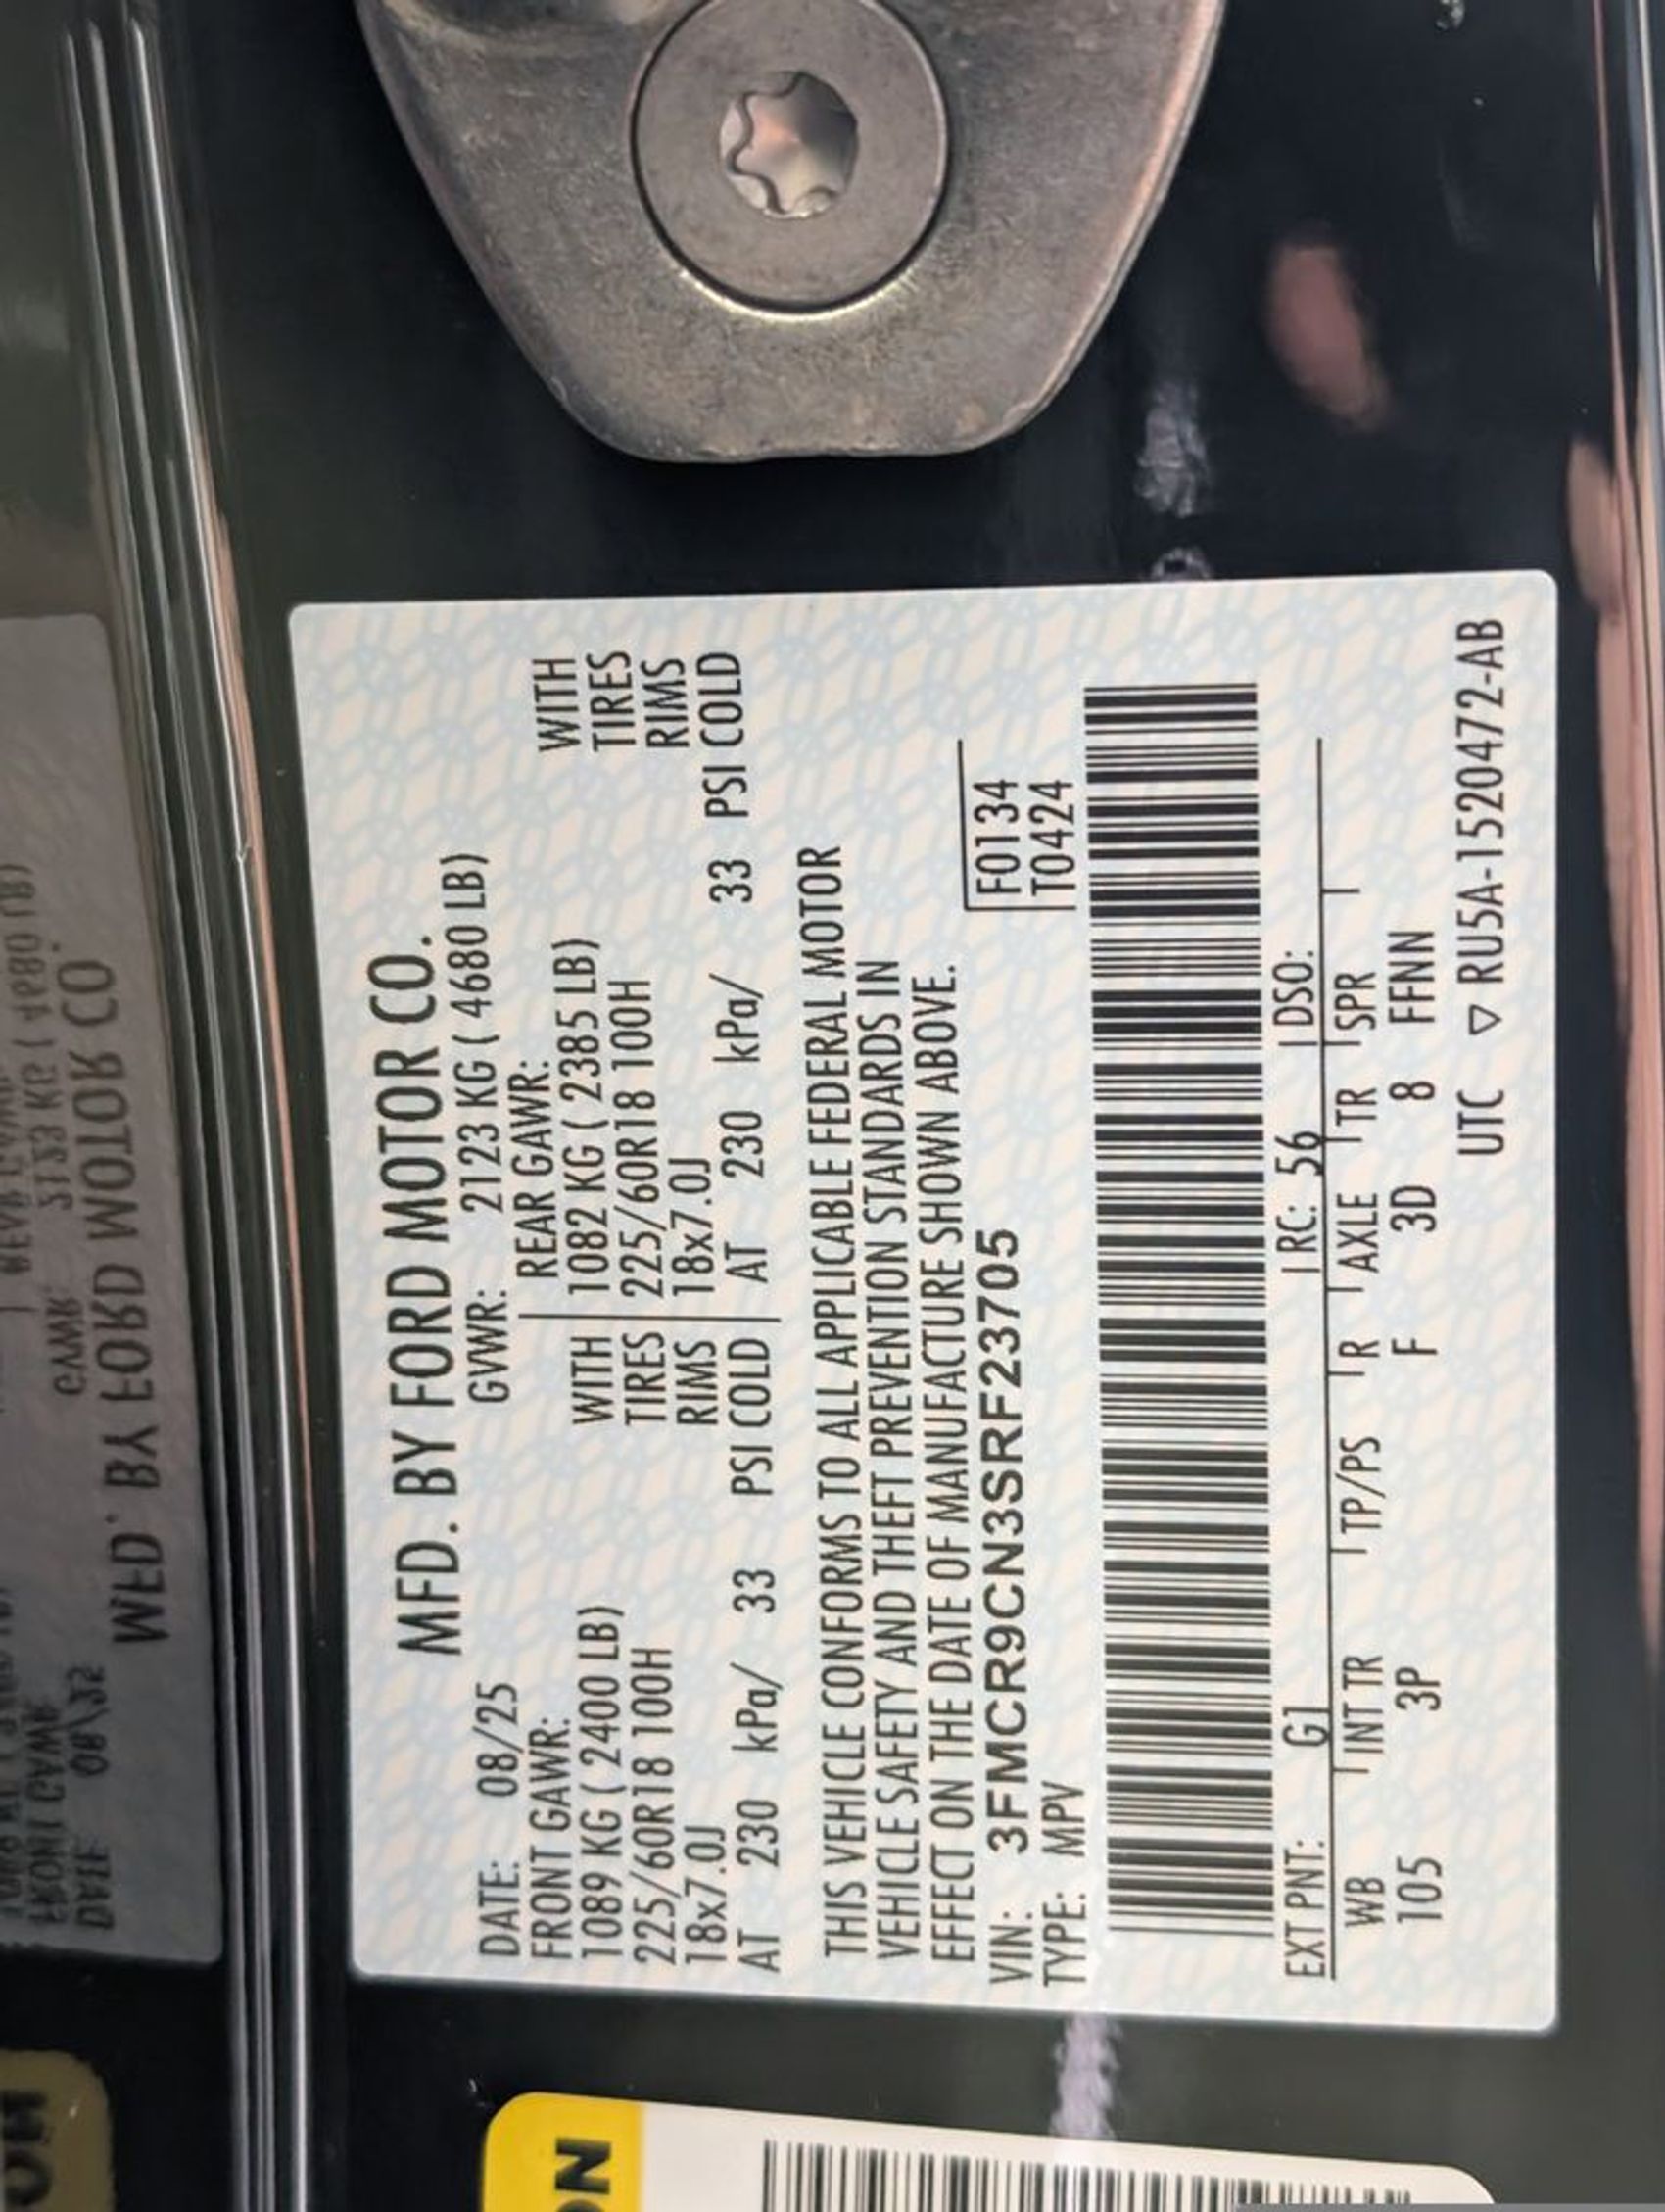 MFD. BY FORD MOTOR CO.
DATE: 08/25 GVWR: 2123 KG ( 4680 LB)
FRONT GAWR: REAR GAWR:
1089 KG ( 2400 LB) WITH 1082 KG ( 2385 LB) WITH
225/60R18 100H TIRES 225/60R18 100H TIRES
18x7.0J RIMS 18x7.0J RIMS
AT 230 kPa/ 33 PSI COLD AT 230 kPa/ 33 PSI COLD
THIS VEHICLE CONFORMS TO ALL APPLICABLE FEDERAL MOTOR
VEHICLE SAFETY AND THEFT PREVENTION STANDARDS IN
EFFECT ON THE DATE OF MANUFACTURE SHOWN ABOVE.
VIN: 3FMCR9CN3SRF23705 F0134
TYPE: MPV T0424
EXT PNT: G1 RC: 56 DSO:
WB INT TR TP/PS R AXLE TR SPR
105 3P F 3D 8 FFNN
UTC ▽ RU5A-1520472-AB